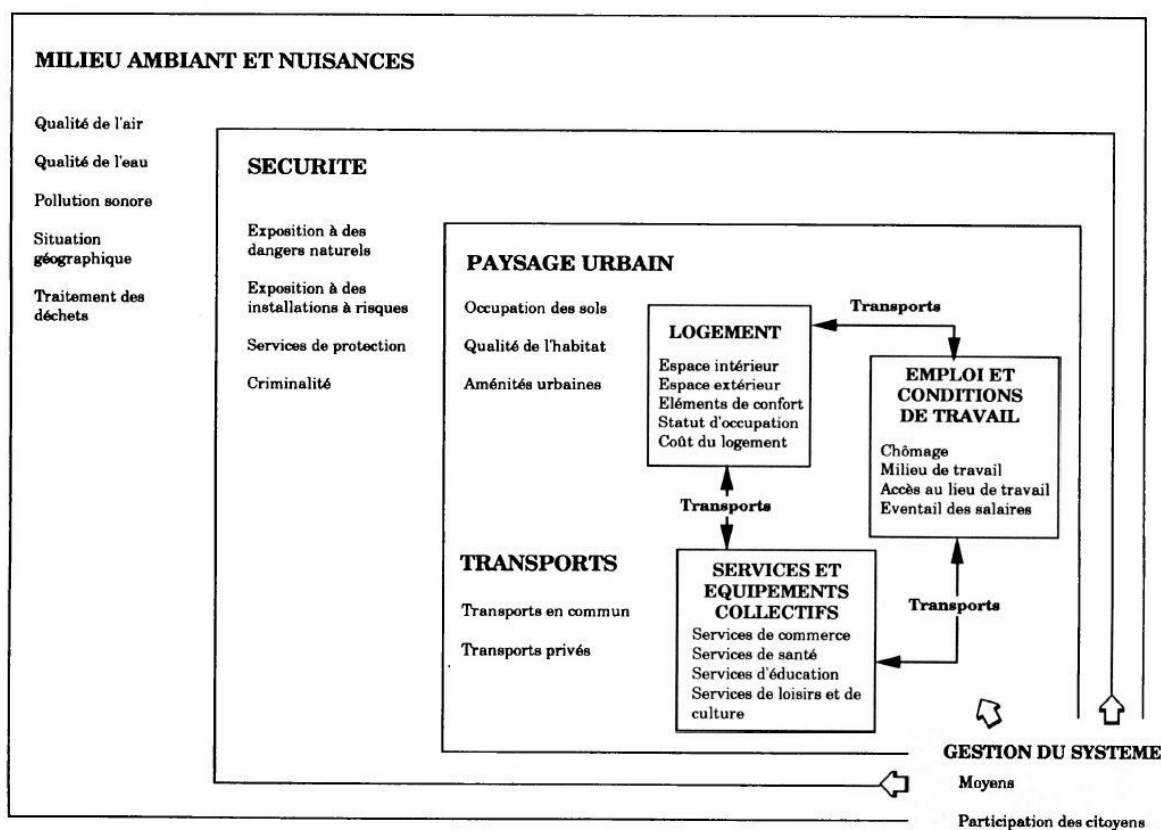 MILIEU AMBIANT ET NUISANCES
Qualité de l'air
Qualité de l'eau
Pollution sonore
Situation
géographique
Traitement des
déchets
SECURITE
Exposition à des
dangers naturels
Exposition à des
installations à risques
Services de protection
Criminalité
PAYSAGE URBAIN
Occupation des sols
Qualité de l'habitat
Aménités urbaines
LOGEMENT
Espace intérieur
Espace extérieur
Eléments de confort
Statut d'occupation
Coût du logement
Transports
EMPLOI ET
CONDITIONS
DE TRAVAIL
Chômage
Milieu de travail
Accès au lieu de travail
Eventail des salaires
Transports
TRANSPORTS
Transports en commun
Transports privés
SERVICES ET
EQUIPEMENTS
COLLECTIFS
Services de commerce
Services de santé
Services d'éducation
Services de loisirs et de
culture
Transports
GESTION DU SYSTEME
Moyens
Participation des citoyens